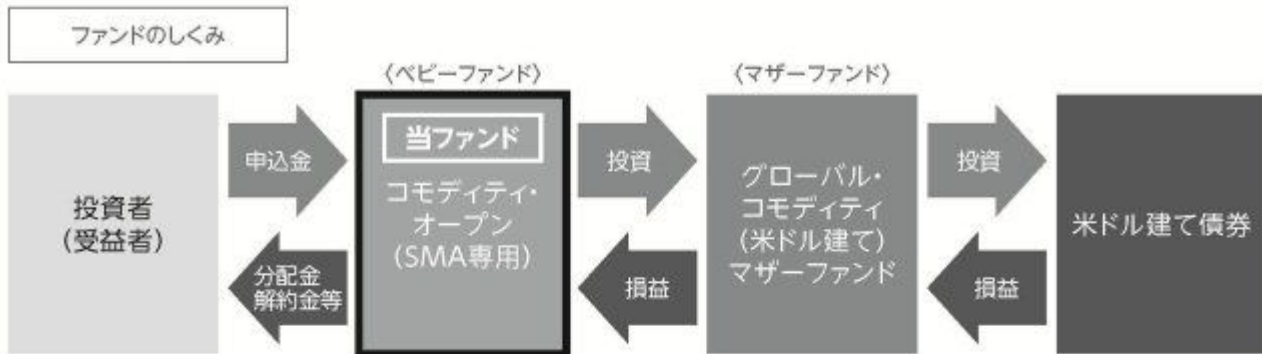 ファンドのしくみ
〈ベビーファンド〉
〈マザーファンド〉
投資者
(受益者)
申込金
分配金
解約金等
当ファンド
コモディティ・
オープン
(SMA専用)
投資
損益
グローバル・
コモディティ
(米ドル建て)
マザーファンド
投資
損益
米ドル建て債券